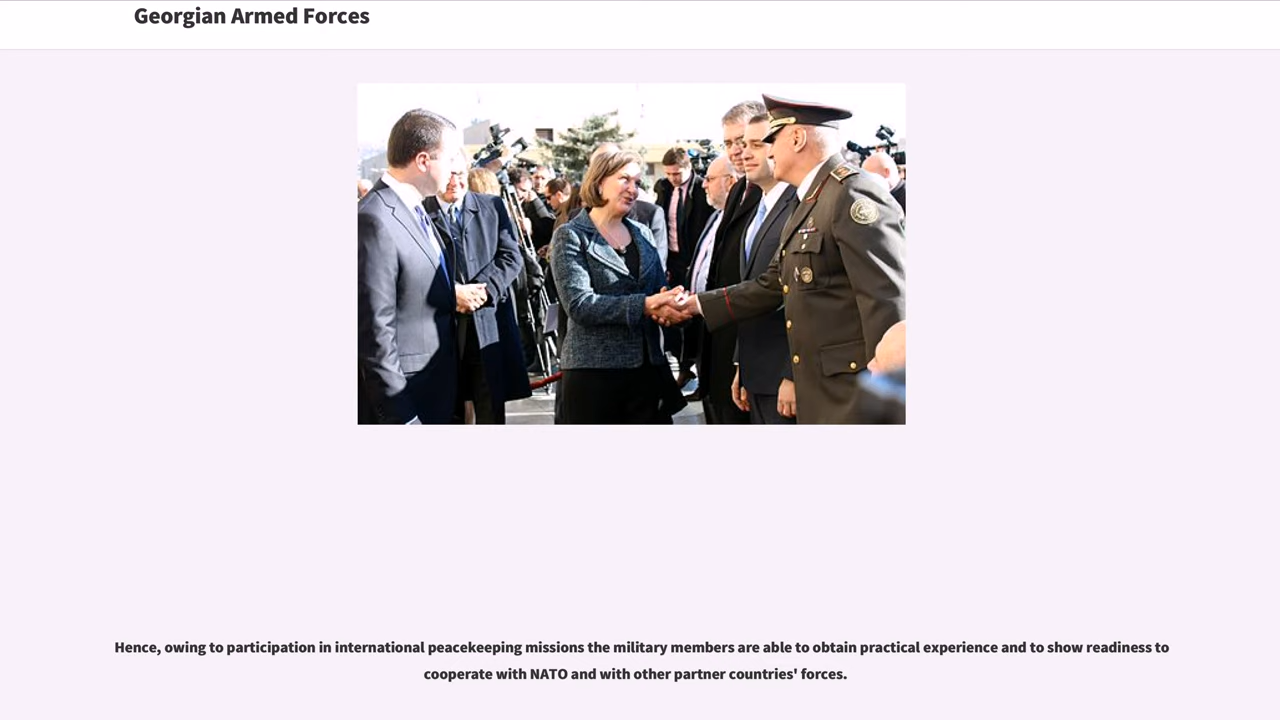 Georgian Armed Forces
Hence, owing to participation in international peacekeeping missions the military members are able to obtain practical experience and to show readiness to
cooperate with NATO and with other partner countries' forces.